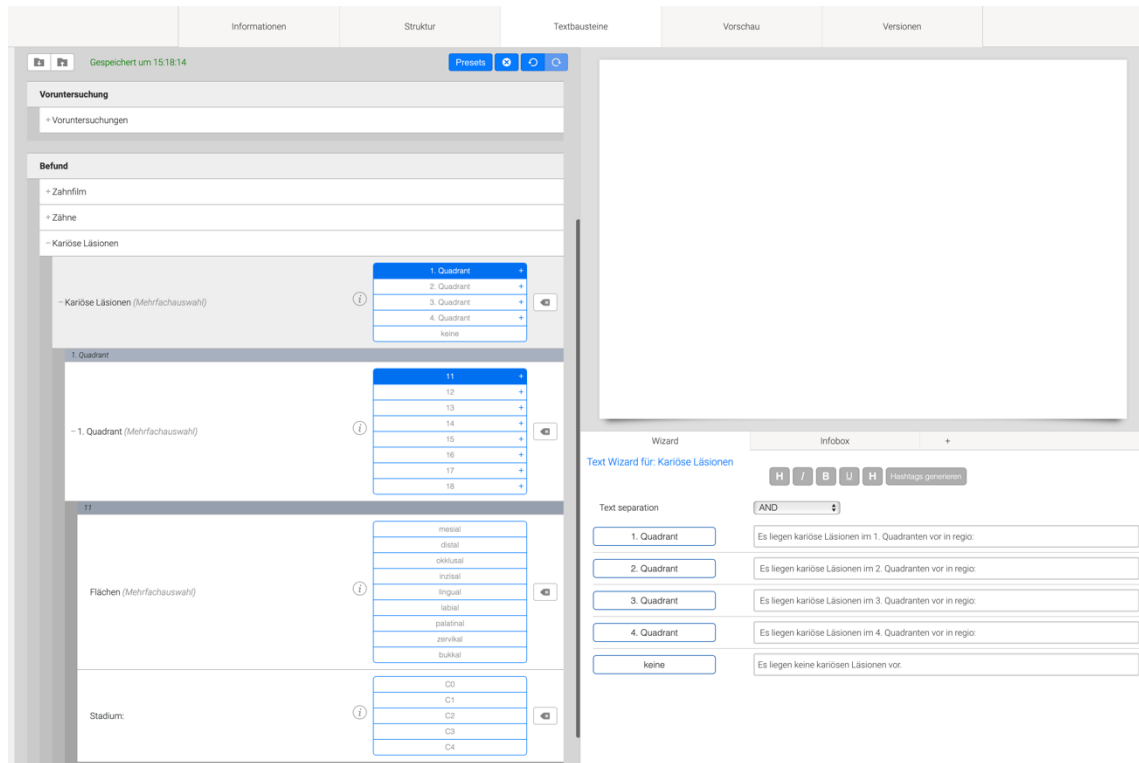 Informationen
Struktur
Textbausteine
Vorschau
Versionen
Gespeichert um 15:18:14
Presets
Voruntersuchung
+ Voruntersuchungen
Befund
+ Zahnfilm
+ Zähne
− Kariöse Läsionen
− Kariöse Läsionen (Mehrfachauswahl)
1. Quadrant +
2. Quadrant +
3. Quadrant +
4. Quadrant +
keine
1. Quadrant
− 1. Quadrant (Mehrfachauswahl)
11 +
12 +
13 +
14 +
15 +
16 +
17 +
18 +
11
Flächen (Mehrfachauswahl)
mesial
distal
okklusal
inzisal
lingual
labial
palatinal
zervikal
bukkal
Stadium:
C0
C1
C2
C3
C4
Wizard
Infobox
+
Text Wizard für: Kariöse Läsionen
H I B U H Hashtags generieren
Text separation AND
1. Quadrant Es liegen kariöse Läsionen im 1. Quadranten vor in regio:
2. Quadrant Es liegen kariöse Läsionen im 2. Quadranten vor in regio:
3. Quadrant Es liegen kariöse Läsionen im 3. Quadranten vor in regio:
4. Quadrant Es liegen kariöse Läsionen im 4. Quadranten vor in regio:
keine Es liegen keine kariösen Läsionen vor.